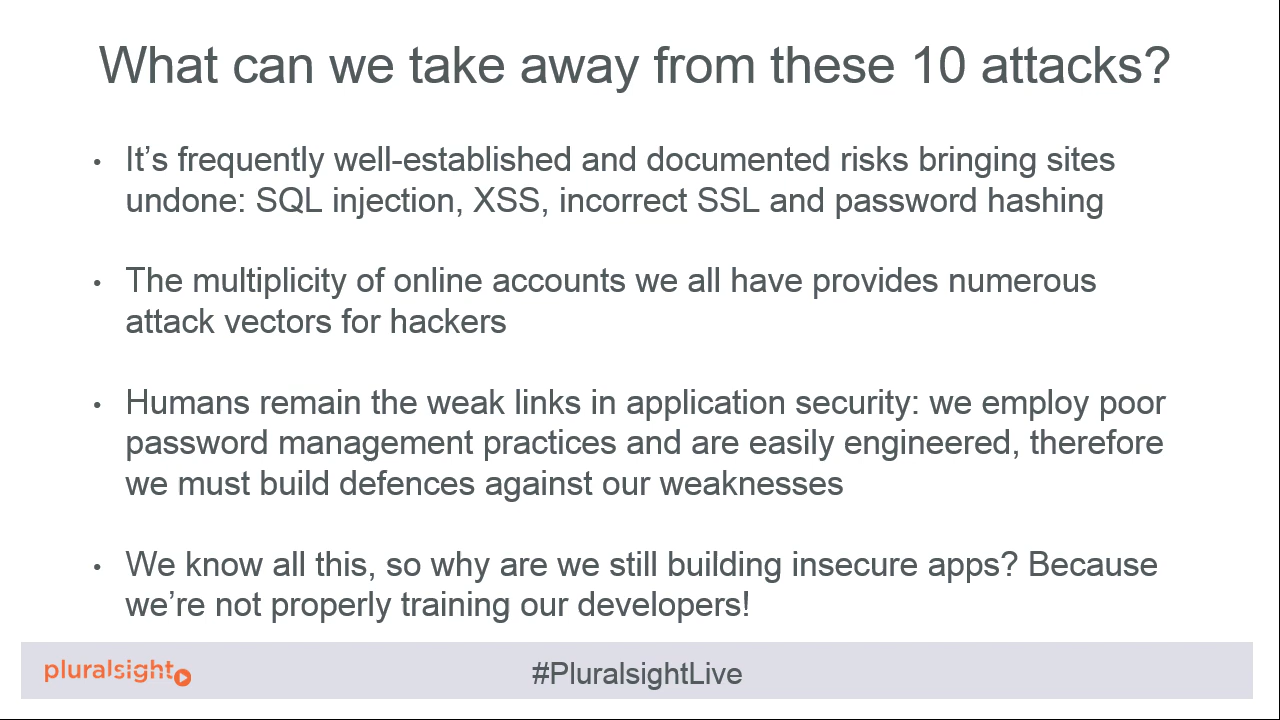 What can we take away from these 10 attacks?
• It’s frequently well-established and documented risks bringing sites
undone: SQL injection, XSS, incorrect SSL and password hashing
• The multiplicity of online accounts we all have provides numerous
attack vectors for hackers
• Humans remain the weak links in application security: we employ poor
password management practices and are easily engineered, therefore
we must build defences against our weaknesses
• We know all this, so why are we still building insecure apps? Because
we’re not properly training our developers!
pluralsight
#PluralsightLive